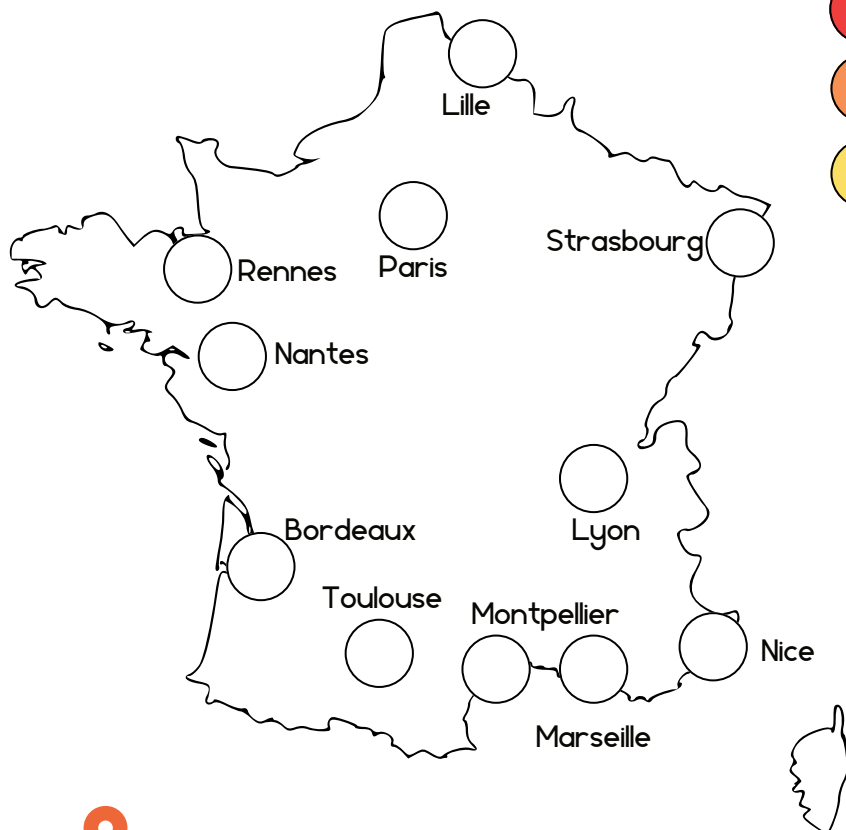 Lille
Strasbourg
Paris
Rennes
Nantes
Lyon
Bordeaux
Toulouse
Montpellier
Nice
Marseille